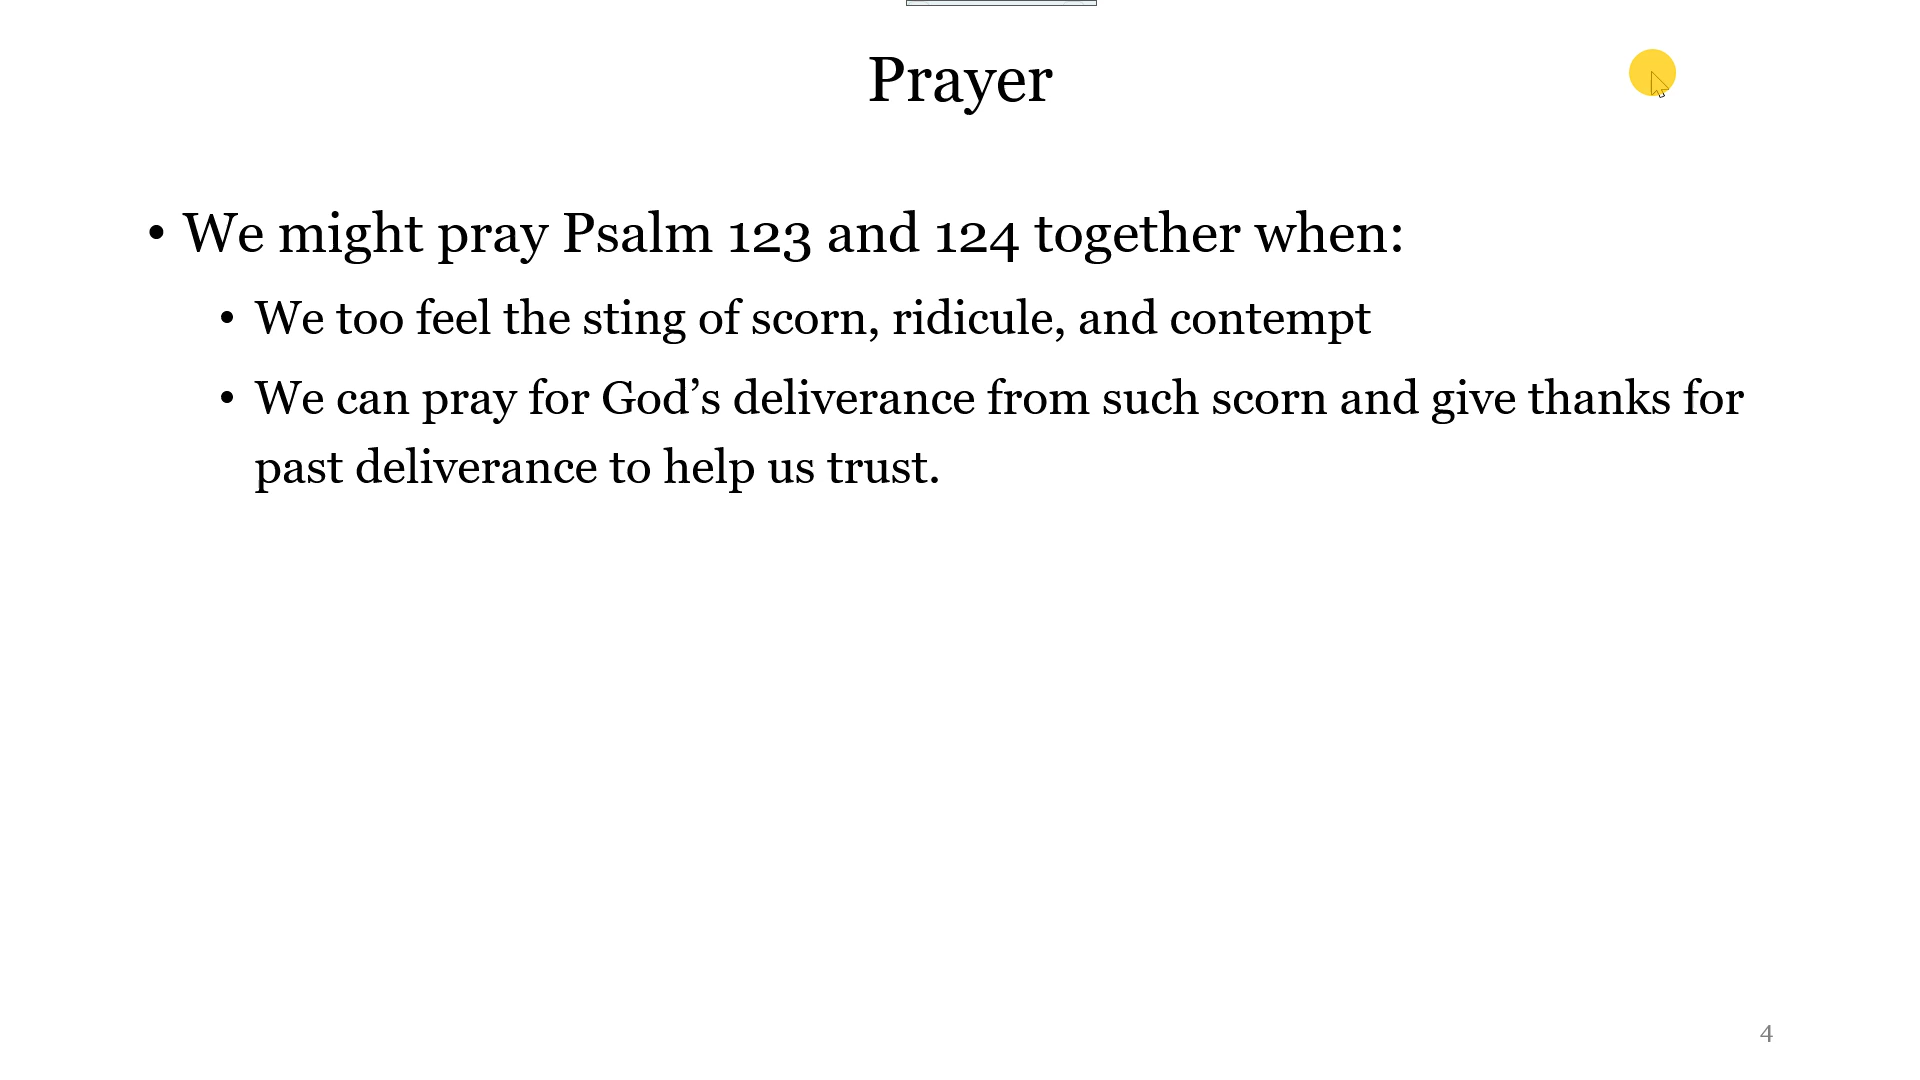 Prayer
• We might pray Psalm 123 and 124 together when:
• We too feel the sting of scorn, ridicule, and contempt
• We can pray for God’s deliverance from such scorn and give thanks for
past deliverance to help us trust.
4